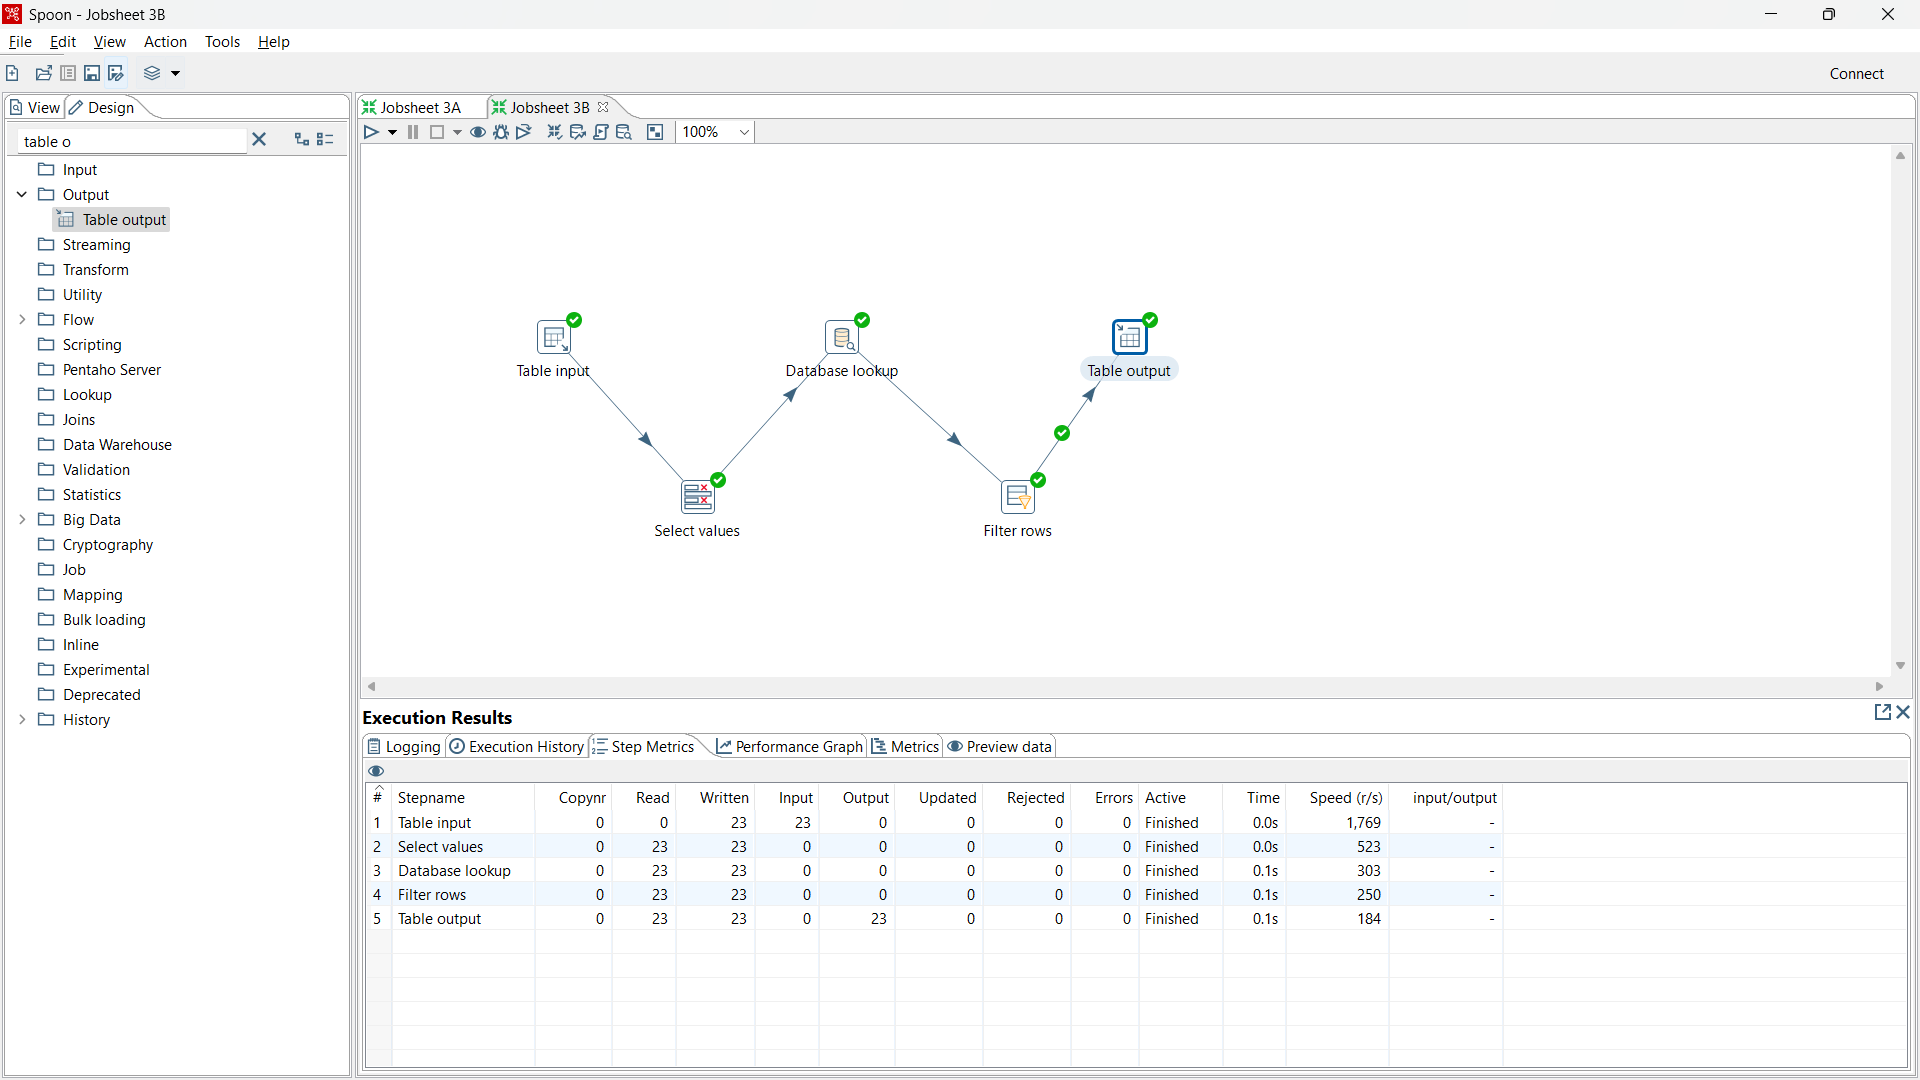 Spoon - Jobsheet 3B
File Edit View Action Tools Help
Connect
View Design
table o
Input
Output
Table output
Streaming
Transform
Utility
Flow
Scripting
Pentaho Server
Lookup
Joins
Data Warehouse
Validation
Statistics
Big Data
Cryptography
Job
Mapping
Bulk loading
Inline
Experimental
Deprecated
History
Jobsheet 3A Jobsheet 3B
100%
Table input Database lookup Table output
Select values Filter rows
Execution Results
Logging Execution History Step Metrics Performance Graph Metrics Preview data
# Stepname Copynr Read Written Input Output Updated Rejected Errors Active Time Speed (r/s) input/output
1 Table input 0 0 23 23 0 0 0 0 Finished 0.0s 1,769 -
2 Select values 0 23 23 0 0 0 0 0 Finished 0.0s 523 -
3 Database lookup 0 23 23 0 0 0 0 0 Finished 0.1s 303 -
4 Filter rows 0 23 23 0 0 0 0 0 Finished 0.1s 250 -
5 Table output 0 23 23 0 23 0 0 0 Finished 0.1s 184 -